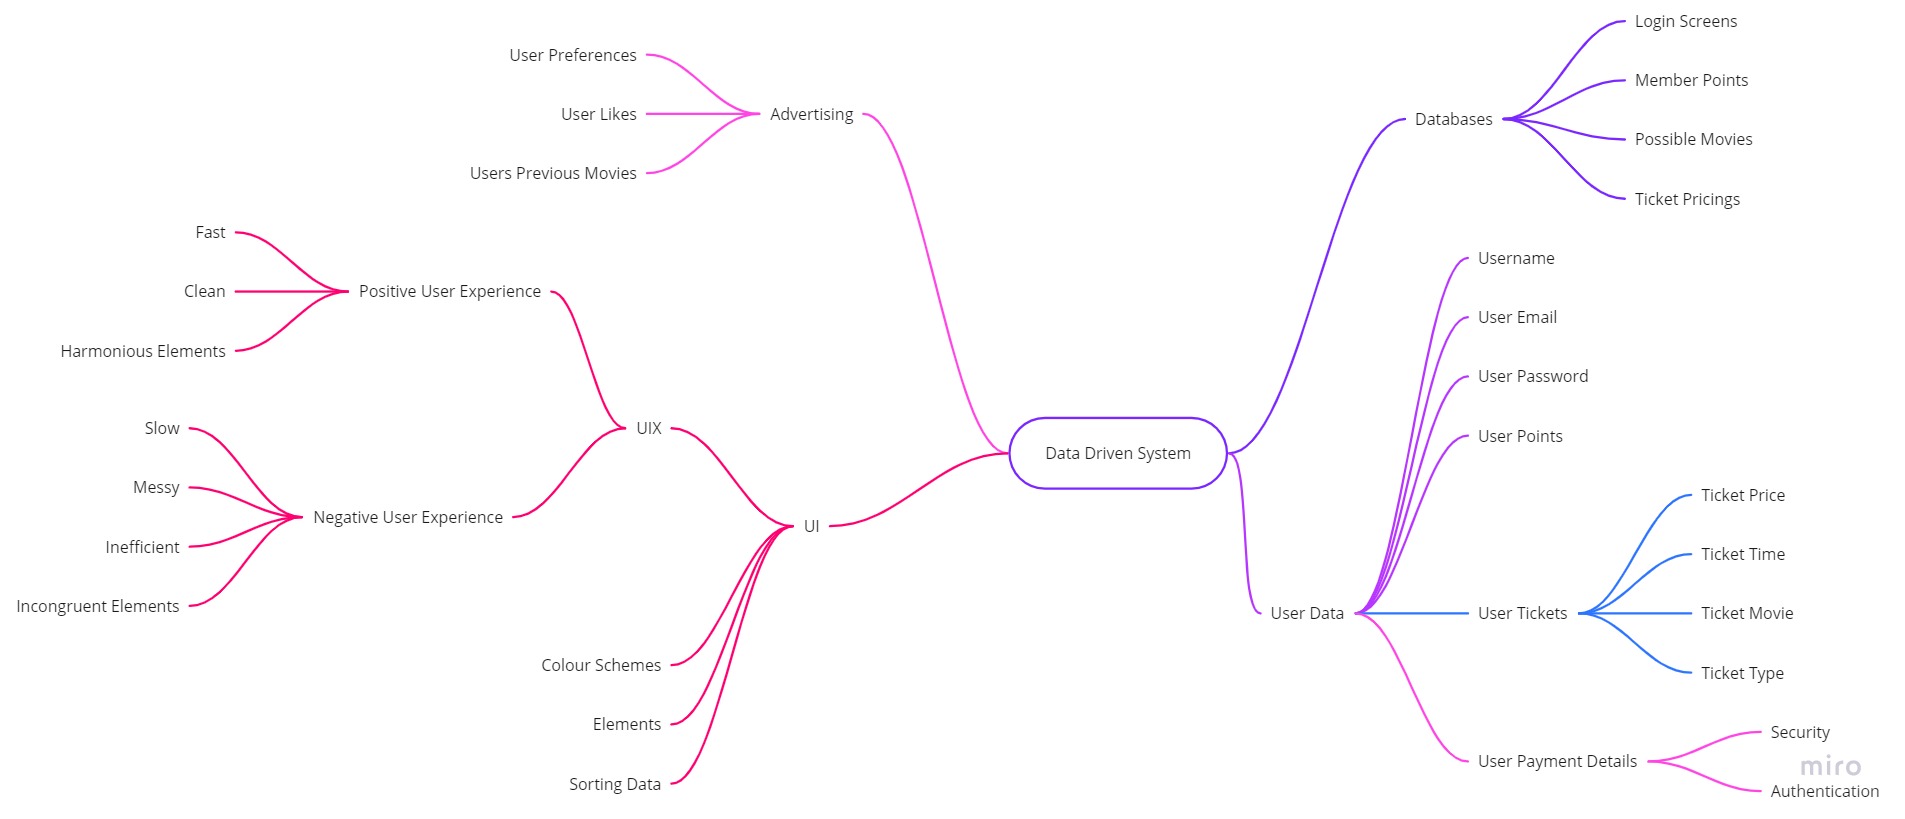 Data Driven System
Advertising
User Preferences
User Likes
Users Previous Movies
UI
UIX
Positive User Experience
Fast
Clean
Harmonious Elements
Negative User Experience
Slow
Messy
Inefficient
Incongruent Elements
Colour Schemes
Elements
Sorting Data
Databases
Login Screens
Member Points
Possible Movies
Ticket Pricings
User Data
Username
User Email
User Password
User Points
User Tickets
Ticket Price
Ticket Time
Ticket Movie
Ticket Type
User Payment Details
Security
Authentication
miro